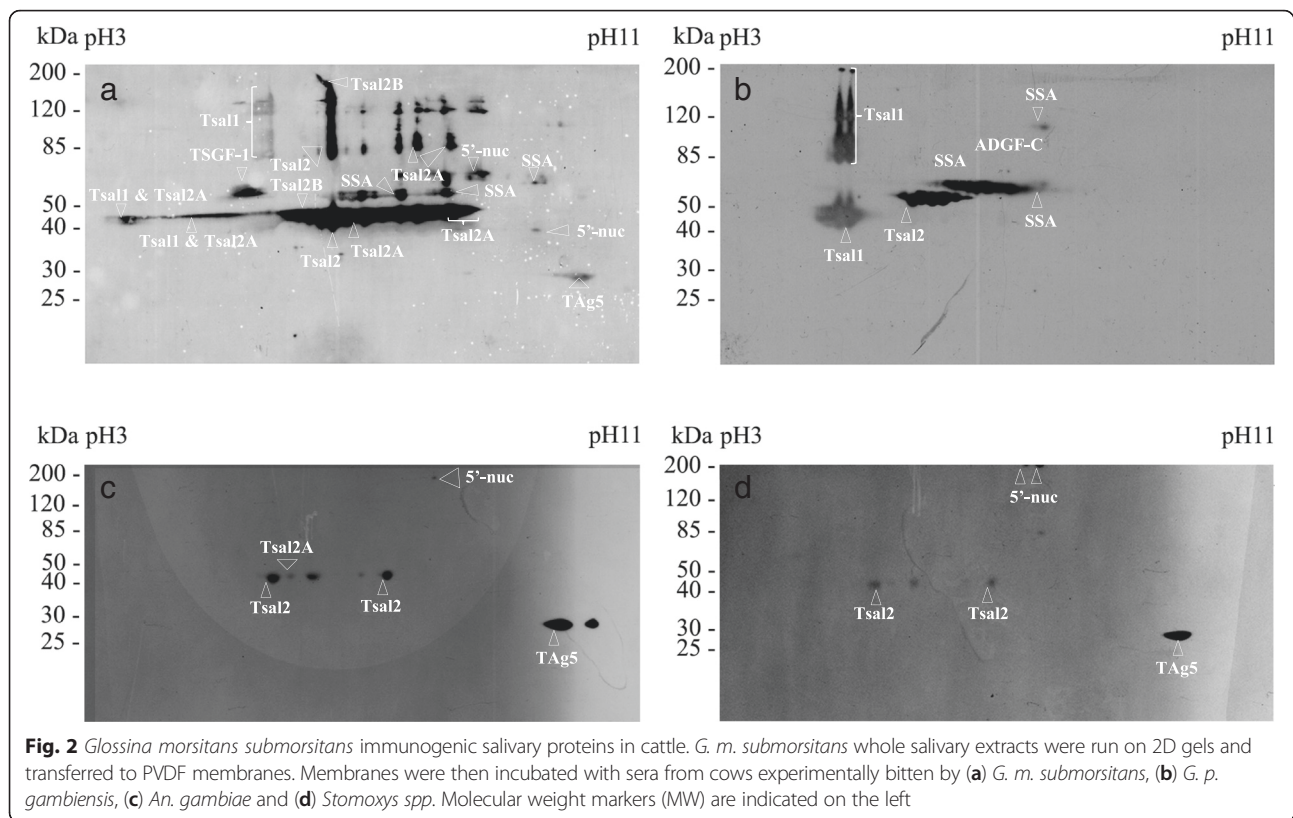 kDa pH3 pH11
200 -
120 -
85 -
50 -
40 -
30 -
25 -
a
Tsal2B
Tsal1
TSGF-1
Tsal2
Tsal2B
Tsal1 & Tsal2A
Tsal1 & Tsal2A
SSA
Tsal2A
5'-nuc
SSA
SSA
Tsal2A
Tsal2
Tsal2A
5'-nuc
TAg5
kDa pH3 pH11
200 -
120 -
85 -
50 -
40 -
30 -
25 -
b
Tsal1
SSA
ADGF-C
SSA
SSA
Tsal2
Tsal1
kDa pH3 pH11
200 -
120 -
85 -
50 -
40 -
30 -
25 -
c
5'-nuc
Tsal2A
Tsal2
Tsal2
TAg5
kDa pH3 pH11
200 -
120 -
85 -
50 -
40 -
30 -
25 -
d
5'-nuc
Tsal2
Tsal2
TAg5
Fig. 2 Glossina morsitans submorsitans immunogenic salivary proteins in cattle. G. m. submorsitans whole salivary extracts were run on 2D gels and
transferred to PVDF membranes. Membranes were then incubated with sera from cows experimentally bitten by (a) G. m. submorsitans, (b) G. p.
gambiensis, (c) An. gambiae and (d) Stomoxys spp. Molecular weight markers (MW) are indicated on the left